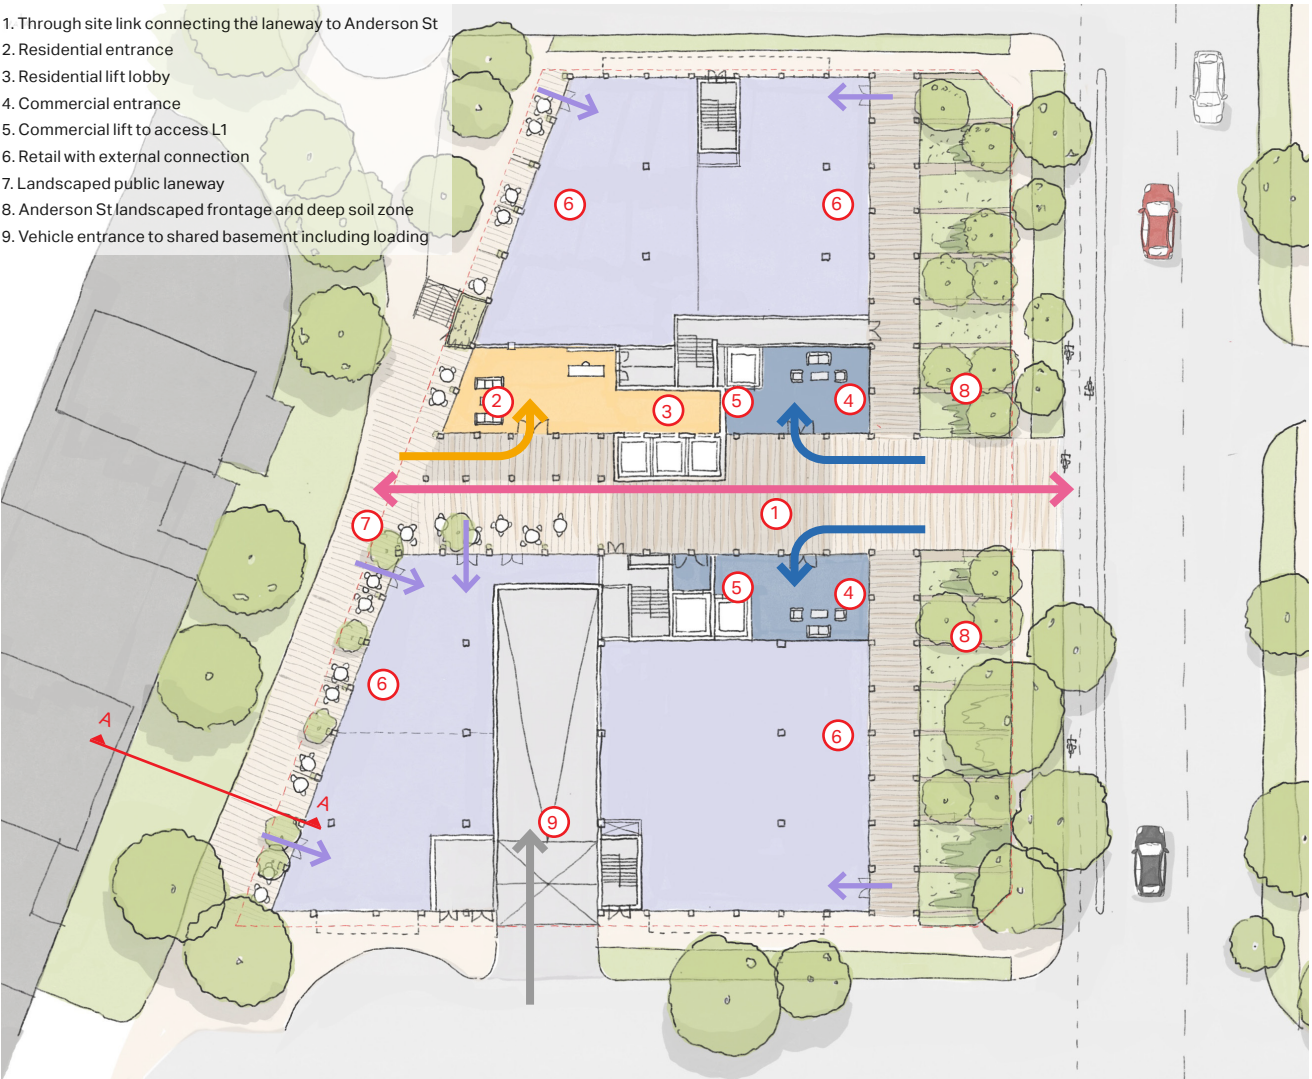 1. Through site link connecting the laneway to Anderson St
2. Residential entrance
3. Residential lift lobby
4. Commercial entrance
5. Commercial lift to access L1
6. Retail with external connection
7. Landscaped public laneway
8. Anderson St landscaped frontage and deep soil zone
9. Vehicle entrance to shared basement including loading
6
6
8
2
3
5
4
1
7
5
4
8
6
6
A
A
9